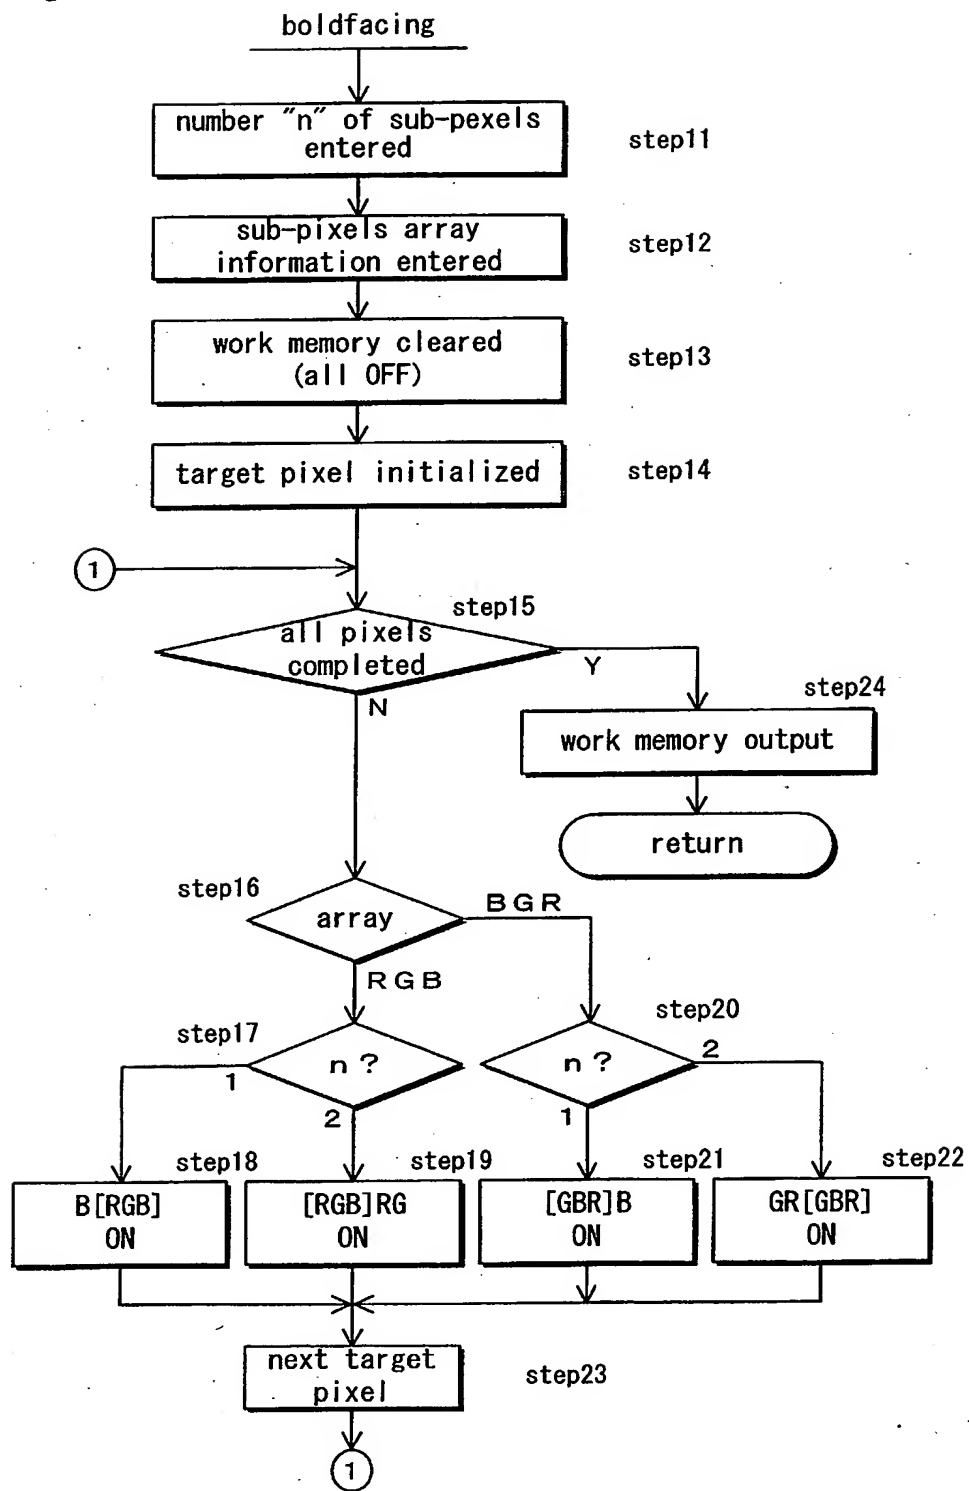 boldfacing
number "n" of sub-pexels
entered
step11
sub-pixels array
information entered
step12
work memory cleared
(all OFF)
step13
target pixel initialized
step14
1
step15
all pixels
completed
Y
N
step24
work memory output
return
step16
array
BGR
RGB
step17
n?
1
2
step20
n?
2
1
step18
B[RGB]
ON
step19
[RGB]RG
ON
step21
[GBR]B
ON
step22
GR[GBR]
ON
next target
pixel
step23
1